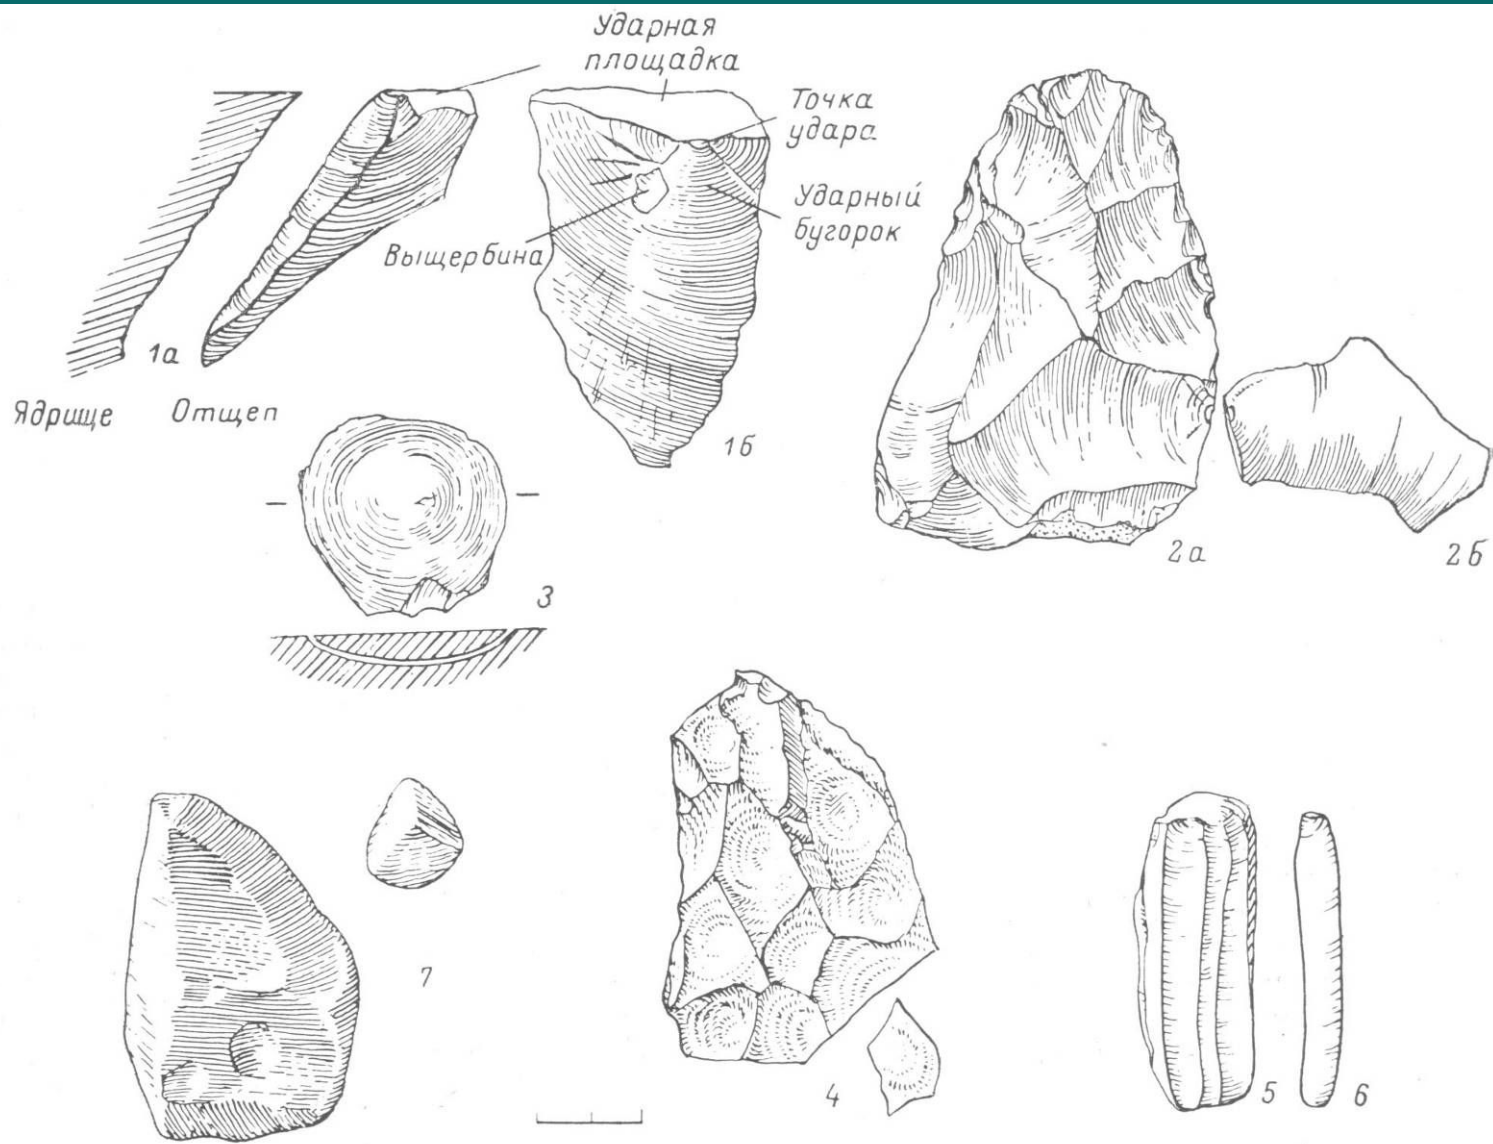 Ударная
площадка
Точка
удара
Ударный
бугорок
Выщербина
1а
Ядрище
Отщеп
1б
2а
2б
3
7
4
5
6